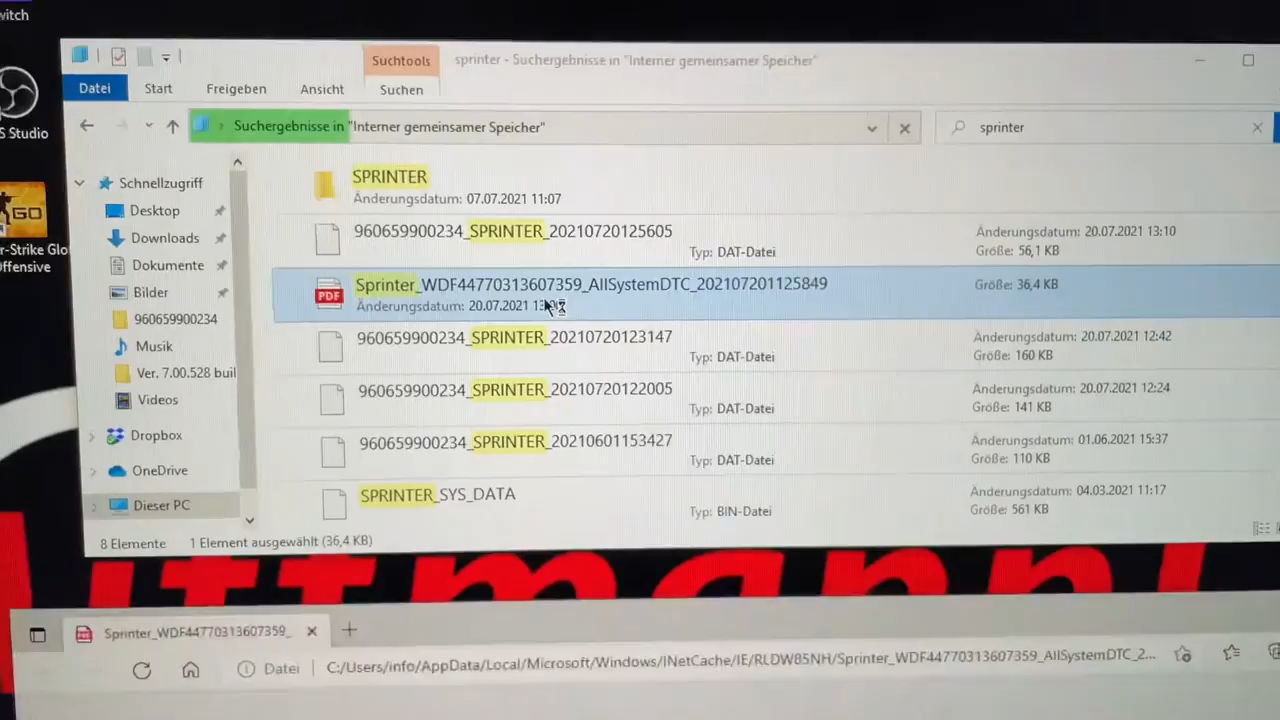 witch
Suchtools
sprinter - Suchergebnisse in "Interner gemeinsamer Speicher"
Datei
Start
Freigeben
Ansicht
Suchen
S Studio
Suchergebnisse in "Interner gemeinsamer Speicher"
sprinter
SPRINTER
Änderungsdatum: 07.07.2021 11:07
Schnellzugriff
Desktop
Downloads
Dokumente
Bilder
960659900234
Musik
Ver. 7.00.528 buil
Videos
Dropbox
OneDrive
Dieser PC
GO
r-Strike Glo
ffensive
960659900234_SPRINTER_20210720125605
Typ: DAT-Datei
Änderungsdatum: 20.07.2021 13:10
Größe: 56,1 KB
PDF
Sprinter_WDF44770313607359_AllSystemDTC_202107201125849
Änderungsdatum: 20.07.2021
Größe: 36,4 KB
960659900234_SPRINTER_20210720123147
Typ: DAT-Datei
Änderungsdatum: 20.07.2021 12:42
Größe: 160 KB
960659900234_SPRINTER_20210720122005
Typ: DAT-Datei
Änderungsdatum: 20.07.2021 12:24
Größe: 141 KB
960659900234_SPRINTER_20210601153427
Typ: DAT-Datei
Änderungsdatum: 01.06.2021 15:37
Größe: 110 KB
SPRINTER_SYS_DATA
Typ: BIN-Datei
Änderungsdatum: 04.03.2021 11:17
Größe: 561 KB
8 Elemente
1 Element ausgewählt (36,4 KB)
Sprinter_WDF44770313607359_
Datei
C:/Users/info/AppData/Local/Microsoft/Windows/INetCache/IE/RLDW85NH/Sprinter_WDF44770313607359_AllSystemDTC_2...